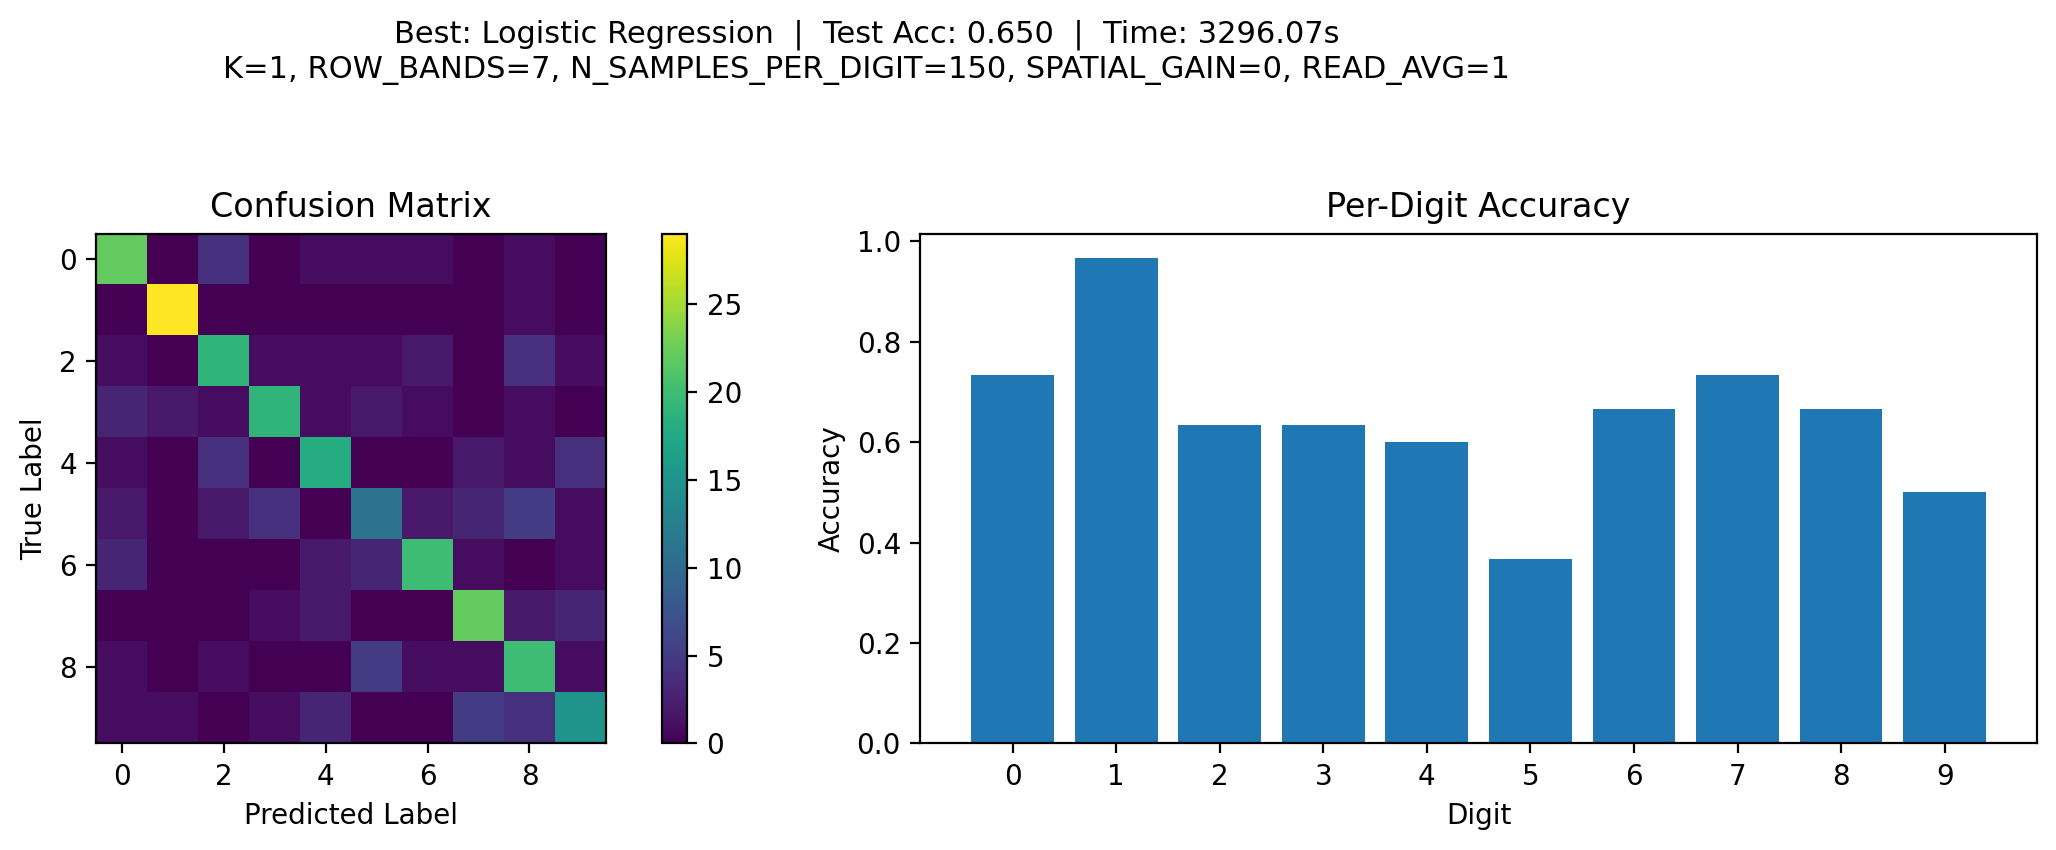 Best: Logistic Regression | Test Acc: 0.650 | Time: 3296.07s
K=1, ROW_BANDS=7, N_SAMPLES_PER_DIGIT=150, SPATIAL_GAIN=0, READ_AVG=1
Confusion Matrix
True Label
0
2
4
6
8
0 2 4 6 8
Predicted Label
25
20
15
10
5
0
Per-Digit Accuracy
Accuracy
1.0
0.8
0.6
0.4
0.2
0.0
0 1 2 3 4 5 6 7 8 9
Digit